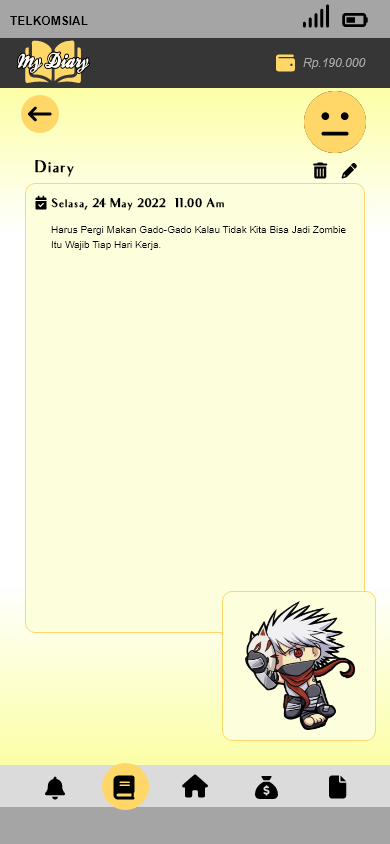 TELKOMSIAL
My Diary
Rp.190.000
Diary
Selasa, 24 May 2022 11.00 Am
Harus Pergi Makan Gado-Gado Kalau Tidak Kita Bisa Jadi Zombie
Itu Wajib Tiap Hari Kerja.